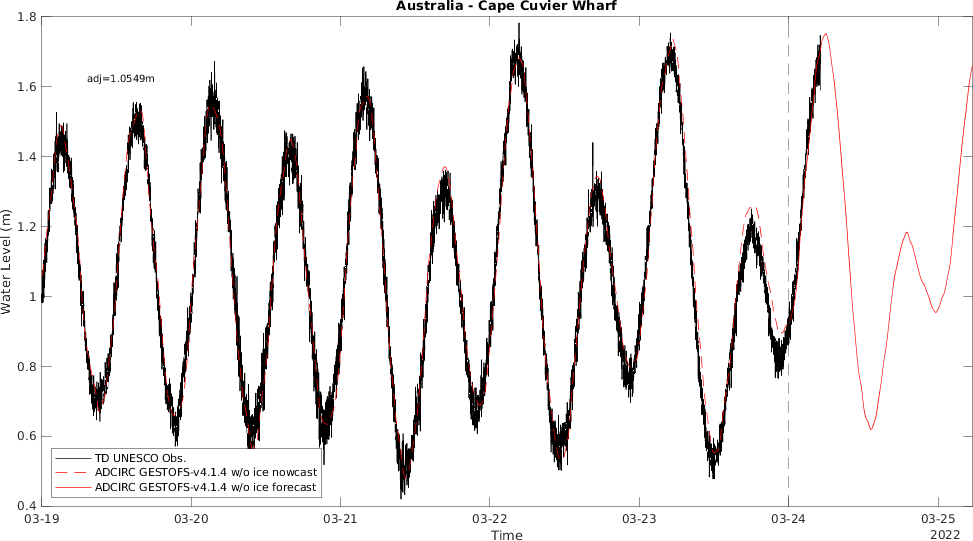 Australia - Cape Cuvier Wharf
1.8
1.6
1.4
1.2
1
0.8
0.6
0.4
Water Level (m)
adj=1.0549m
TD UNESCO Obs.
ADCIRC GESTOFS-v4.1.4 w/o ice nowcast
ADCIRC GESTOFS-v4.1.4 w/o ice forecast
03-19 03-20 03-21 03-22 03-23 03-24 03-25
Time
2022